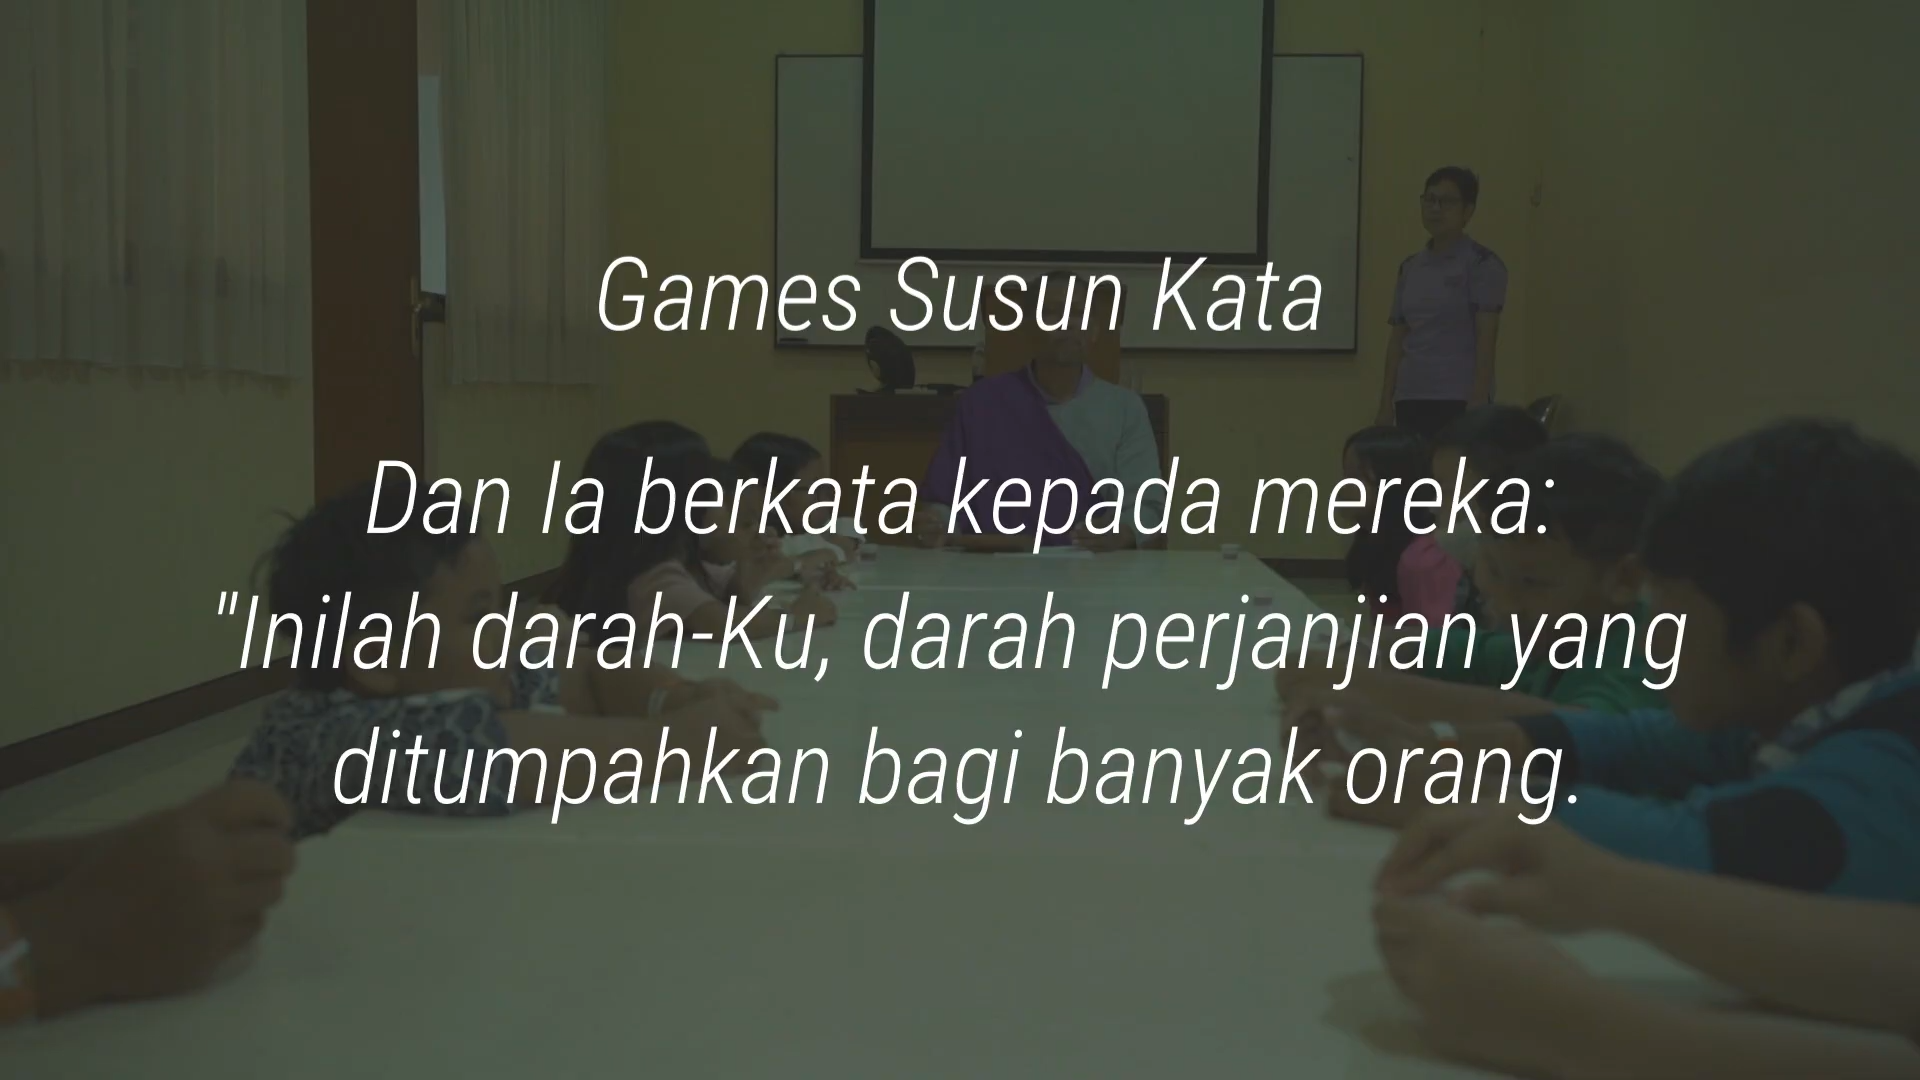 Games Susun Kata
Dan Ia berkata kepada mereka:
"Inilah darah-Ku, darah perjanjian yang
ditumpahkan bagi banyak orang.